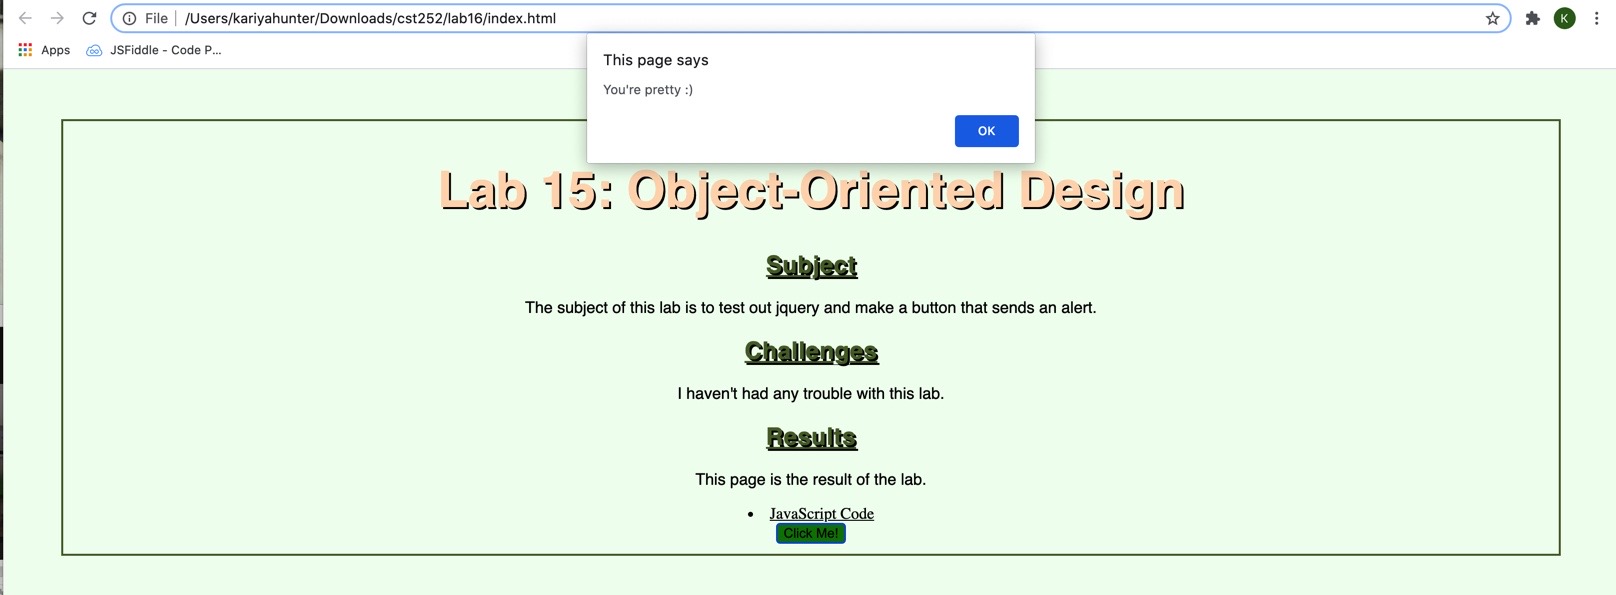 File /Users/kariyahunter/Downloads/cst252/lab16/index.html
K
Apps JSFiddle - Code P...
This page says
You're pretty :)
OK
Lab 15: Object-Oriented Design
Subject
The subject of this lab is to test out jquery and make a button that sends an alert.
Challenges
I haven't had any trouble with this lab.
Results
This page is the result of the lab.
• JavaScript Code
Click Me!